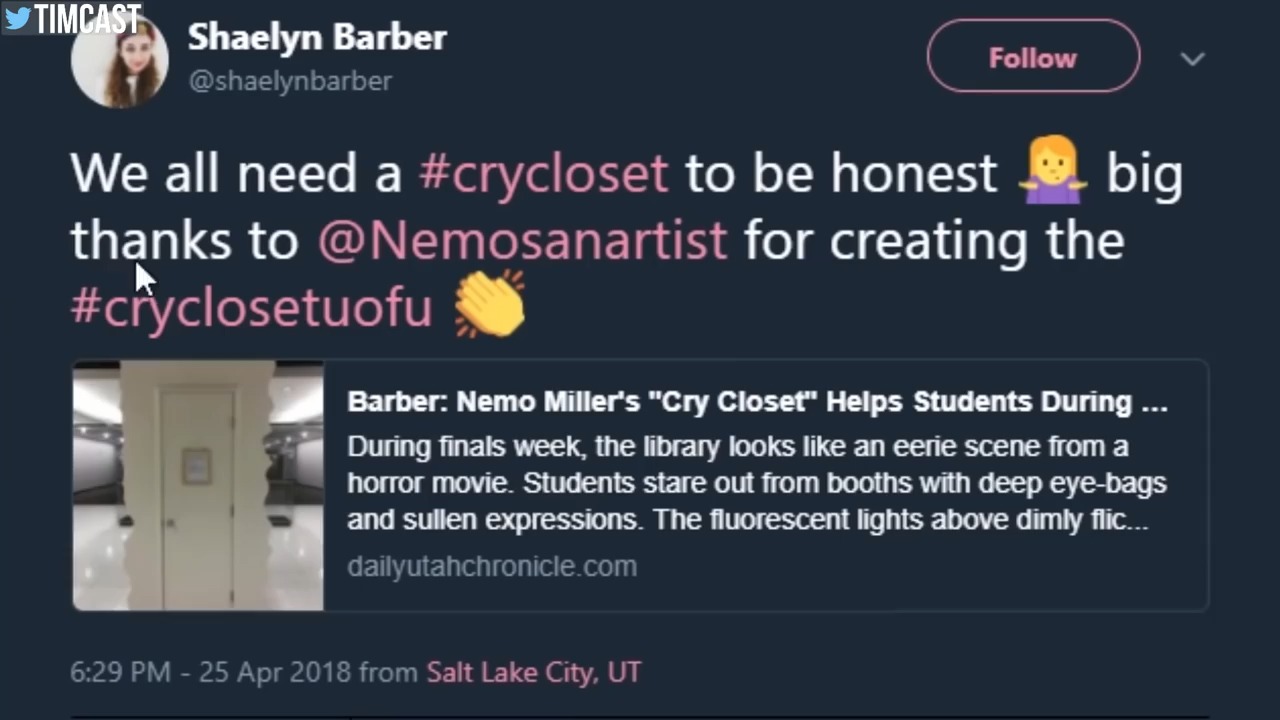 TIMCAST
Shaelyn Barber
@shaelynbarber
Follow
We all need a #crycloset to be honest 🤷‍♀️ big
thanks to @Nemosanartist for creating the
#cryclosetuofu 👏
Barber: Nemo Miller's "Cry Closet" Helps Students During ...
During finals week, the library looks like an eerie scene from a
horror movie. Students stare out from booths with deep eye-bags
and sullen expressions. The fluorescent lights above dimly flic...
dailyutahchronicle.com
6:29 PM - 25 Apr 2018 from Salt Lake City, UT